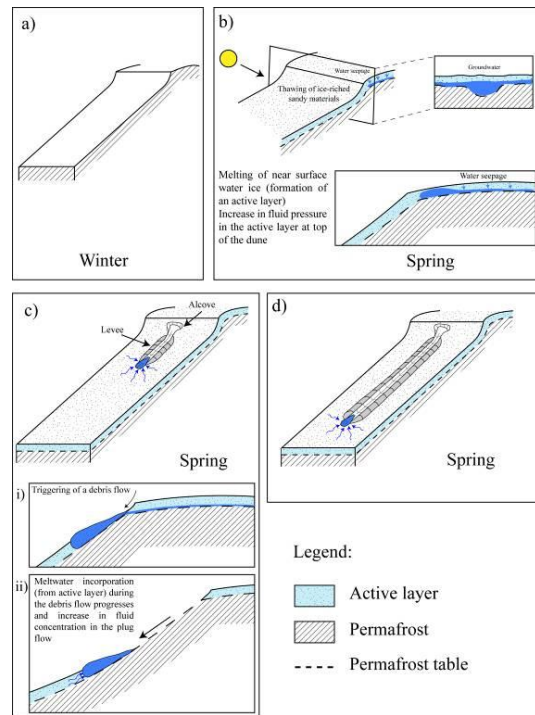 a)
Winter
b)
Water seepage
Thawing of ice-riched
sandy materials
Groundwater
Melting of near surface
water ice (formation of
an active layer)
Increase in fluid pressure
in the active layer at top
of the dune
Water seepage
Spring
c)
Alcove
Levee
Spring
i)
Triggering of a debris flow
ii)
Meltwater incorporation
(from active layer) during
the debris flow progresses
and increase in fluid
concentration in the plug
flow
d)
Spring
Legend:
Active layer
Permafrost
Permafrost table